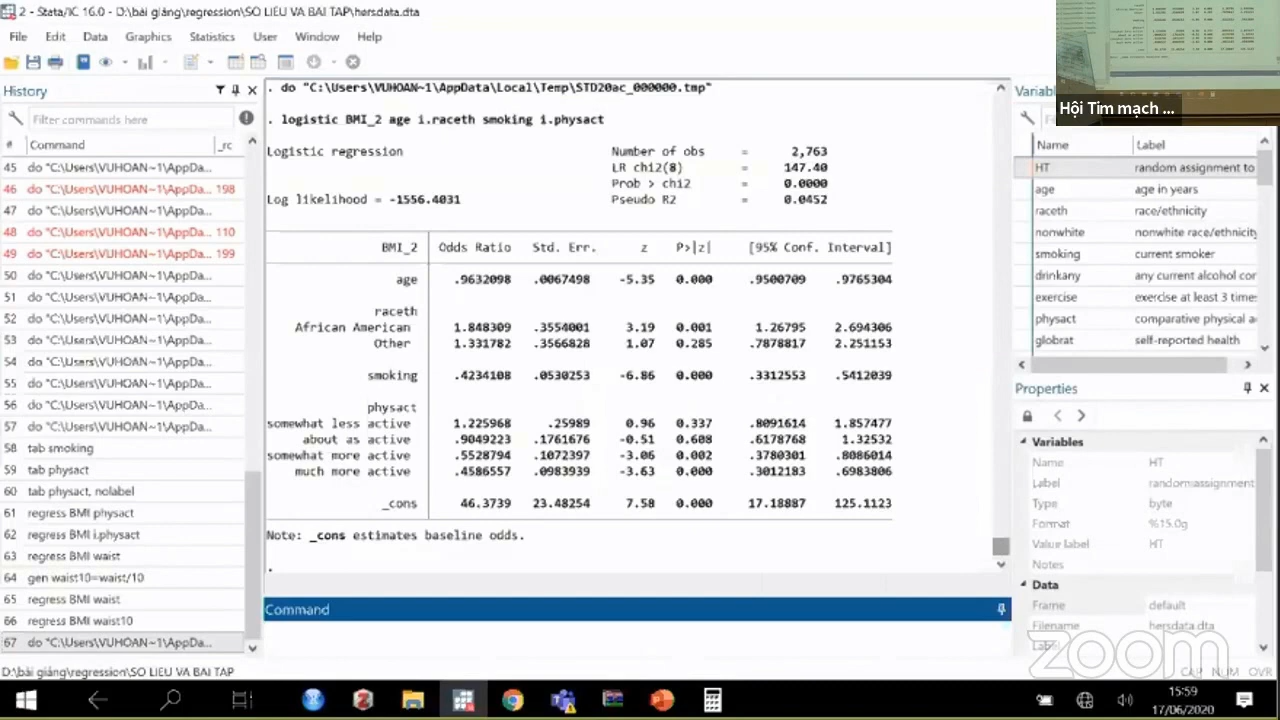 2 - Stata/IC 16.0 - D:\bài giảng\regression\SO LIEU VA BAI TAP\hersdata.dta
File Edit Data Graphics Statistics User Window Help
Hội Tim mạch ...
History
Filter commands here
# Command _rc
45 do "C:\Users\VUHOAN~1\AppDa...
46 do "C:\Users\VUHOAN~1\AppDa... 198
47 do "C:\Users\VUHOAN~1\AppDa...
48 do "C:\Users\VUHOAN~1\AppDa... 110
49 do "C:\Users\VUHOAN~1\AppDa... 199
50 do "C:\Users\VUHOAN~1\AppDa...
51 do "C:\Users\VUHOAN~1\AppDa...
52 do "C:\Users\VUHOAN~1\AppDa...
53 do "C:\Users\VUHOAN~1\AppDa...
54 do "C:\Users\VUHOAN~1\AppDa...
55 do "C:\Users\VUHOAN~1\AppDa...
56 do "C:\Users\VUHOAN~1\AppDa...
57 do "C:\Users\VUHOAN~1\AppDa...
58 tab smoking
59 tab physact
60 tab physact, nolabel
61 regress BMI physact
62 regress BMI i.physact
63 regress BMI waist
64 gen waist10=waist/10
65 regress BMI waist
66 regress BMI waist10
67 do "C:\Users\VUHOAN~1\AppDa...
. do "C:\Users\VUHOAN~1\AppData\Local\Temp\STD20ac_000000.tmp"
. logistic BMI_2 age i.raceth smoking i.physact
Logistic regression Number of obs = 2,763
LR chi2(8) = 147.40
Prob > chi2 = 0.0000
Log likelihood = -1556.4031 Pseudo R2 = 0.0452
BMI_2 Odds Ratio Std. Err. z P>|z| [95% Conf. Interval]
age .9632098 .0067498 -5.35 0.000 .9500709 .9765304
raceth
African American 1.848309 .3554001 3.19 0.001 1.26795 2.694306
Other 1.331782 .3566828 1.07 0.285 .7878817 2.251153
smoking .4234108 .0530253 -6.86 0.000 .3312553 .5412039
physact
somewhat less active 1.225968 .25989 0.96 0.337 .8091614 1.857477
about as active .9049223 .1761676 -0.51 0.608 .6178768 1.32532
somewhat more active .5528794 .1072397 -3.06 0.002 .3780301 .8086014
much more active .4586557 .0983939 -3.63 0.000 .3012183 .6983806
_cons 46.3739 23.48254 7.58 0.000 17.18887 125.1123
Note: _cons estimates baseline odds.
.
Command
Variabl
Name Label
HT random assignment to
age age in years
raceth race/ethnicity
nonwhite nonwhite race/ethnicity
smoking current smoker
drinkany any current alcohol con
exercise exercise at least 3 times
physact comparative physical a
globrat self-reported health
Properties
Variables
Name HT
Label random assignment
Type byte
Format %15.0g
Value label HT
Notes
Data
Frame default
Filename hersdata.dta
Label
zoom
D:\bài giảng\regression\SO LIEU VA BAI TAP CAP NUM OVR
15:59
17/06/2020